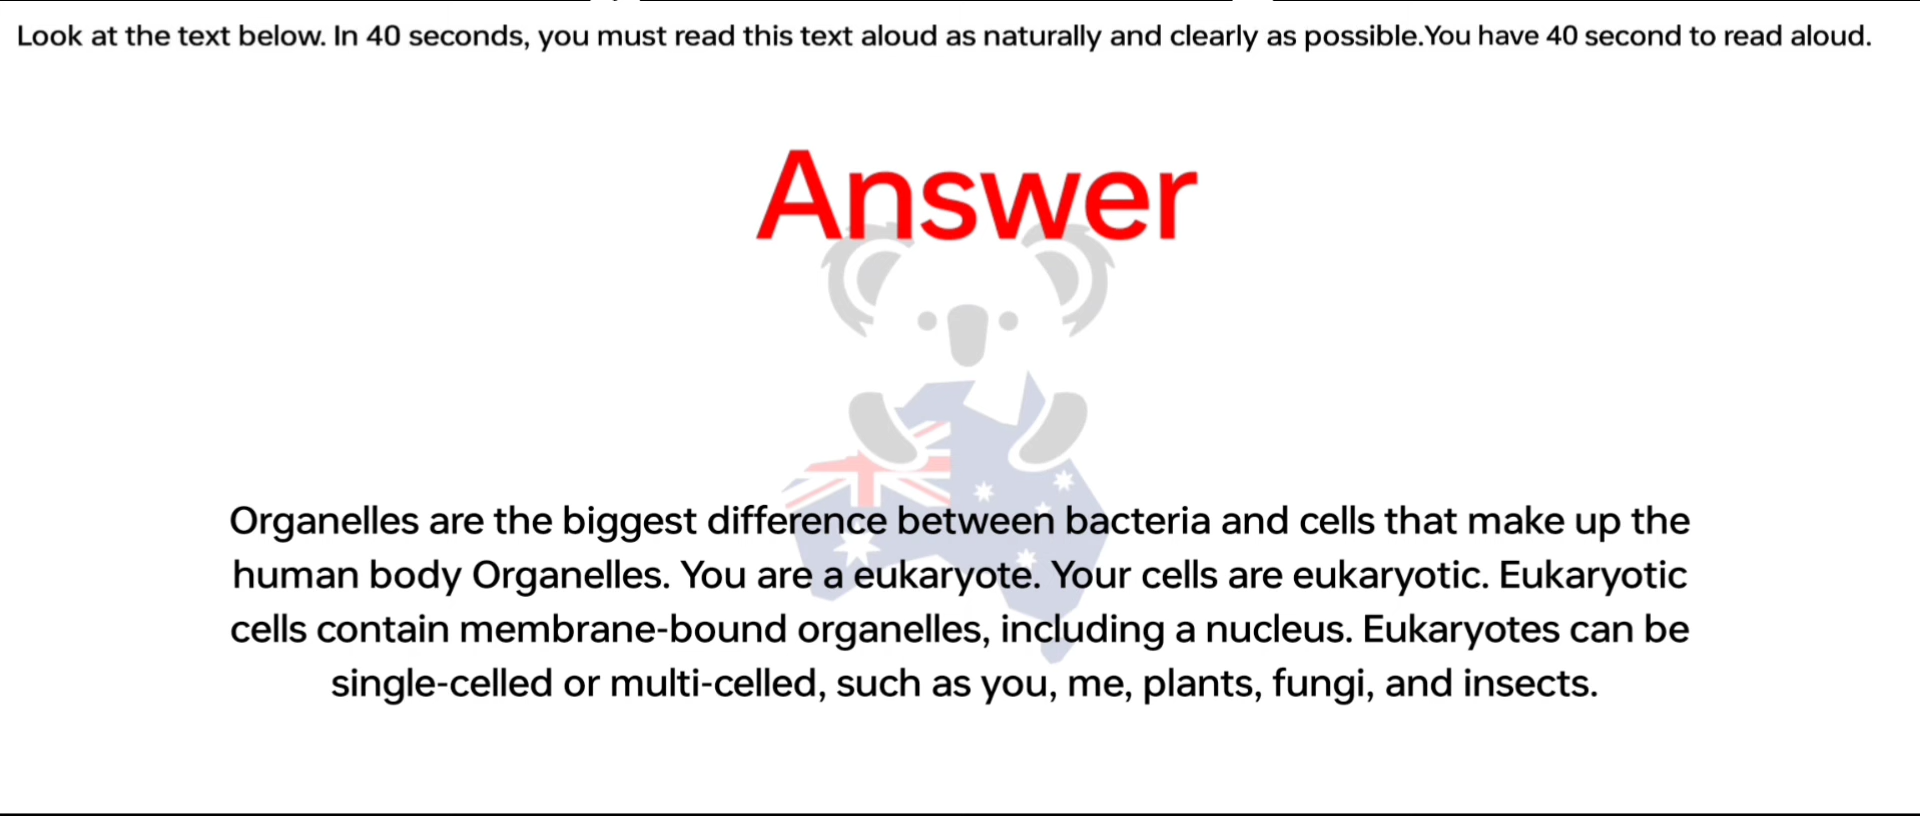 Look at the text below. In 40 seconds, you must read this text aloud as naturally and clearly as possible.You have 40 second to read aloud.
Answer
Organelles are the biggest difference between bacteria and cells that make up the
human body Organelles. You are a eukaryote. Your cells are eukaryotic. Eukaryotic
cells contain membrane-bound organelles, including a nucleus. Eukaryotes can be
single-celled or multi-celled, such as you, me, plants, fungi, and insects.